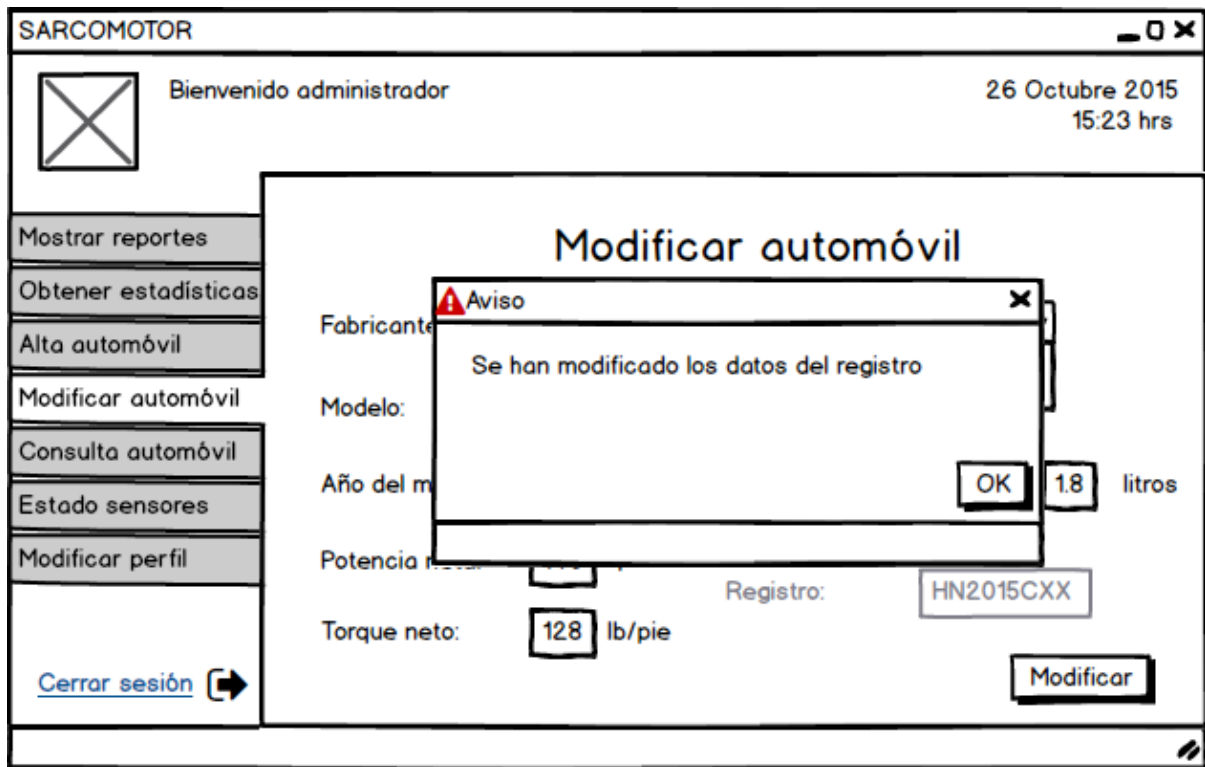 SARCOMOTOR
Bienvenido administrador
26 Octubre 2015
15:23 hrs
Mostrar reportes
Obtener estadísticas
Alta automóvil
Modificar automóvil
Consulta automóvil
Estado sensores
Modificar perfil
Cerrar sesión
Modificar automóvil
Aviso
Se han modificado los datos del registro
OK
Fabricante
Modelo:
Año del m
1.8 litros
Potencia
Registro: HN2015CXX
Torque neto: 128 lb/pie
Modificar